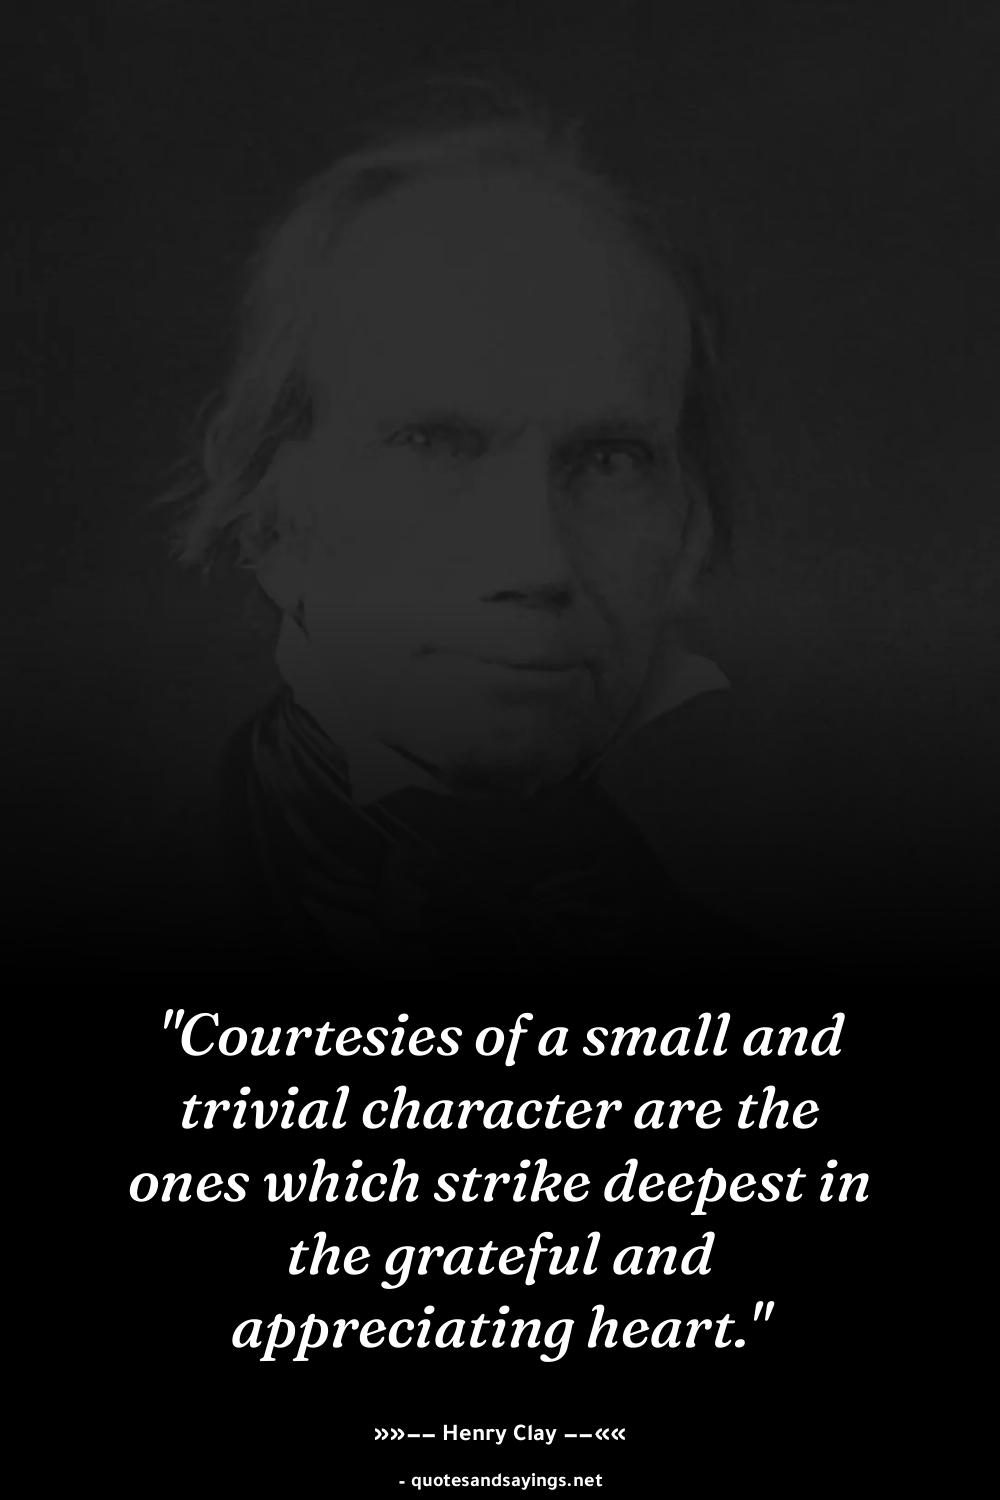 "Courtesies of a small and
trivial character are the
ones which strike deepest in
the grateful and
appreciating heart."
»»-- Henry Clay --««
- quotesandsayings.net